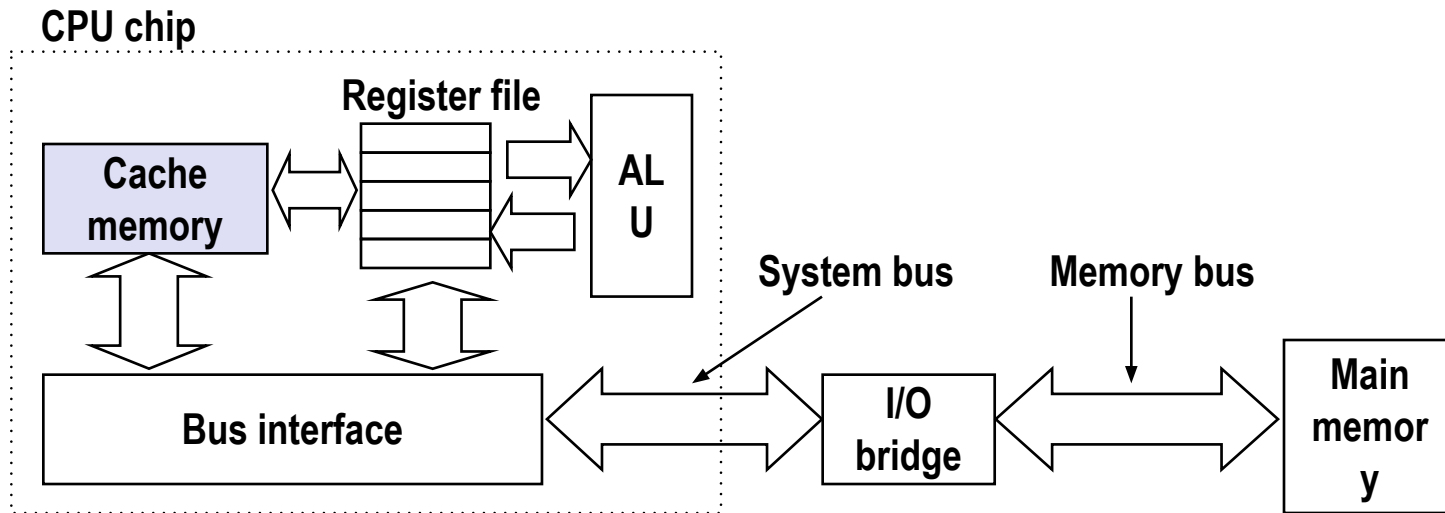 CPU chip
Register file
Cache
memory
AL
U
System bus
Memory bus
Bus interface
I/O
bridge
Main
memor
y